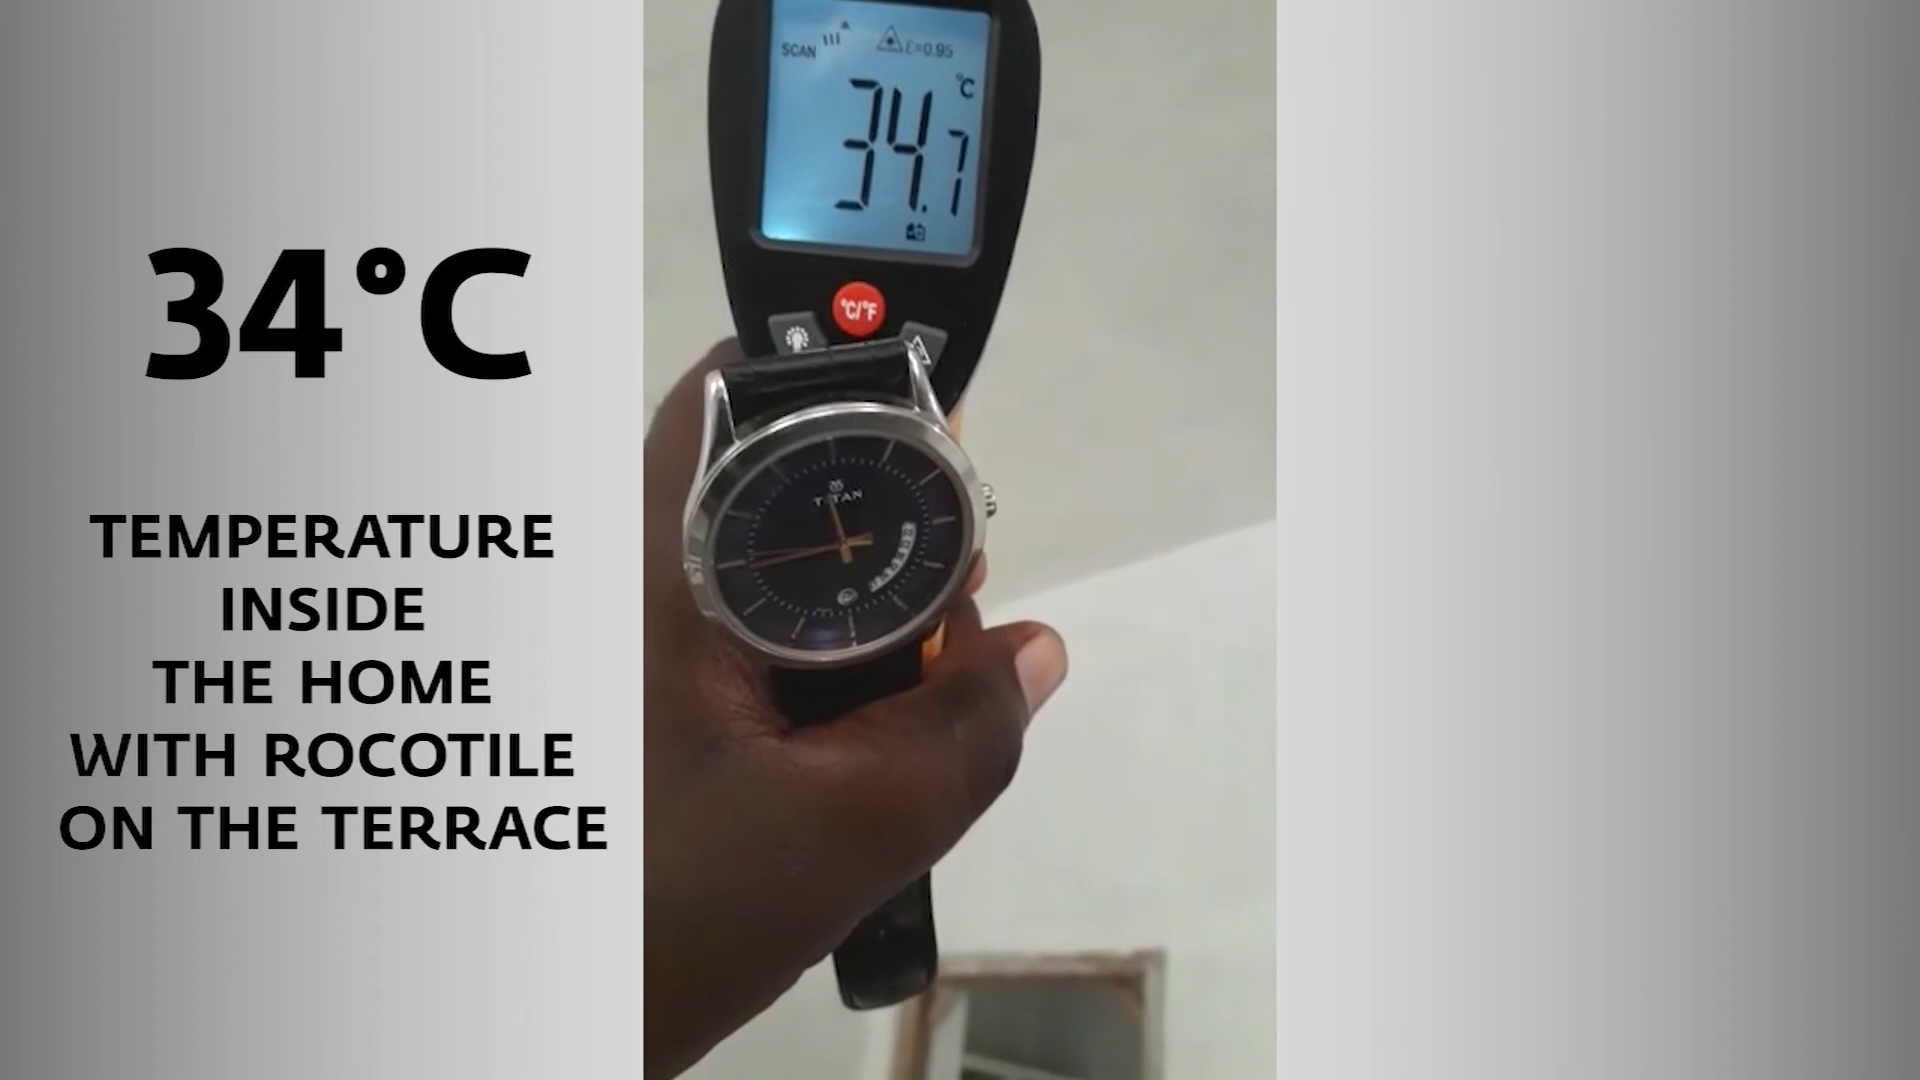 34°C
TEMPERATURE
INSIDE
THE HOME
WITH ROCOTILE
ON THE TERRACE
SCAN
ε=0.95
°C
34.7
°C/°F
TITAN